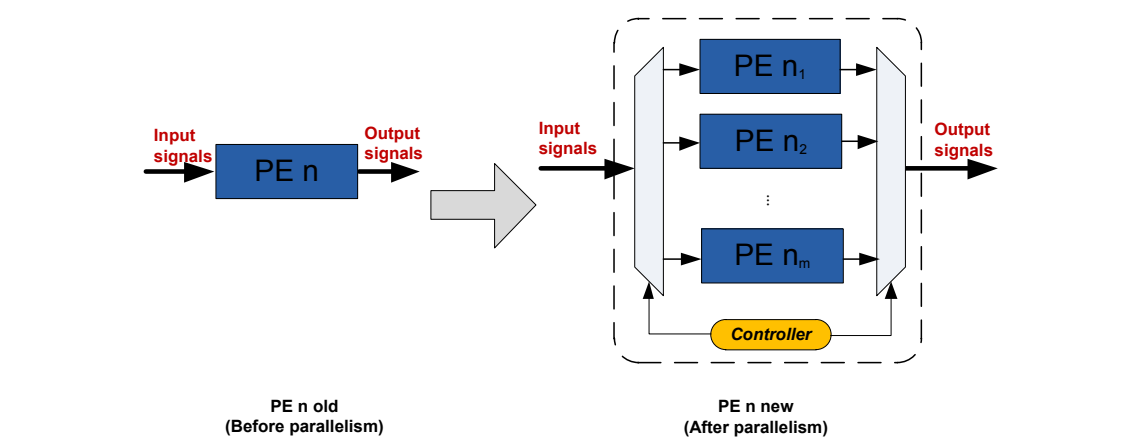 Input
signals
PE n
Output
signals
Input
signals
PE n₁
PE n₂
...
PE nₘ
Controller
Output
signals
PE n old
(Before parallelism)
PE n new
(After parallelism)